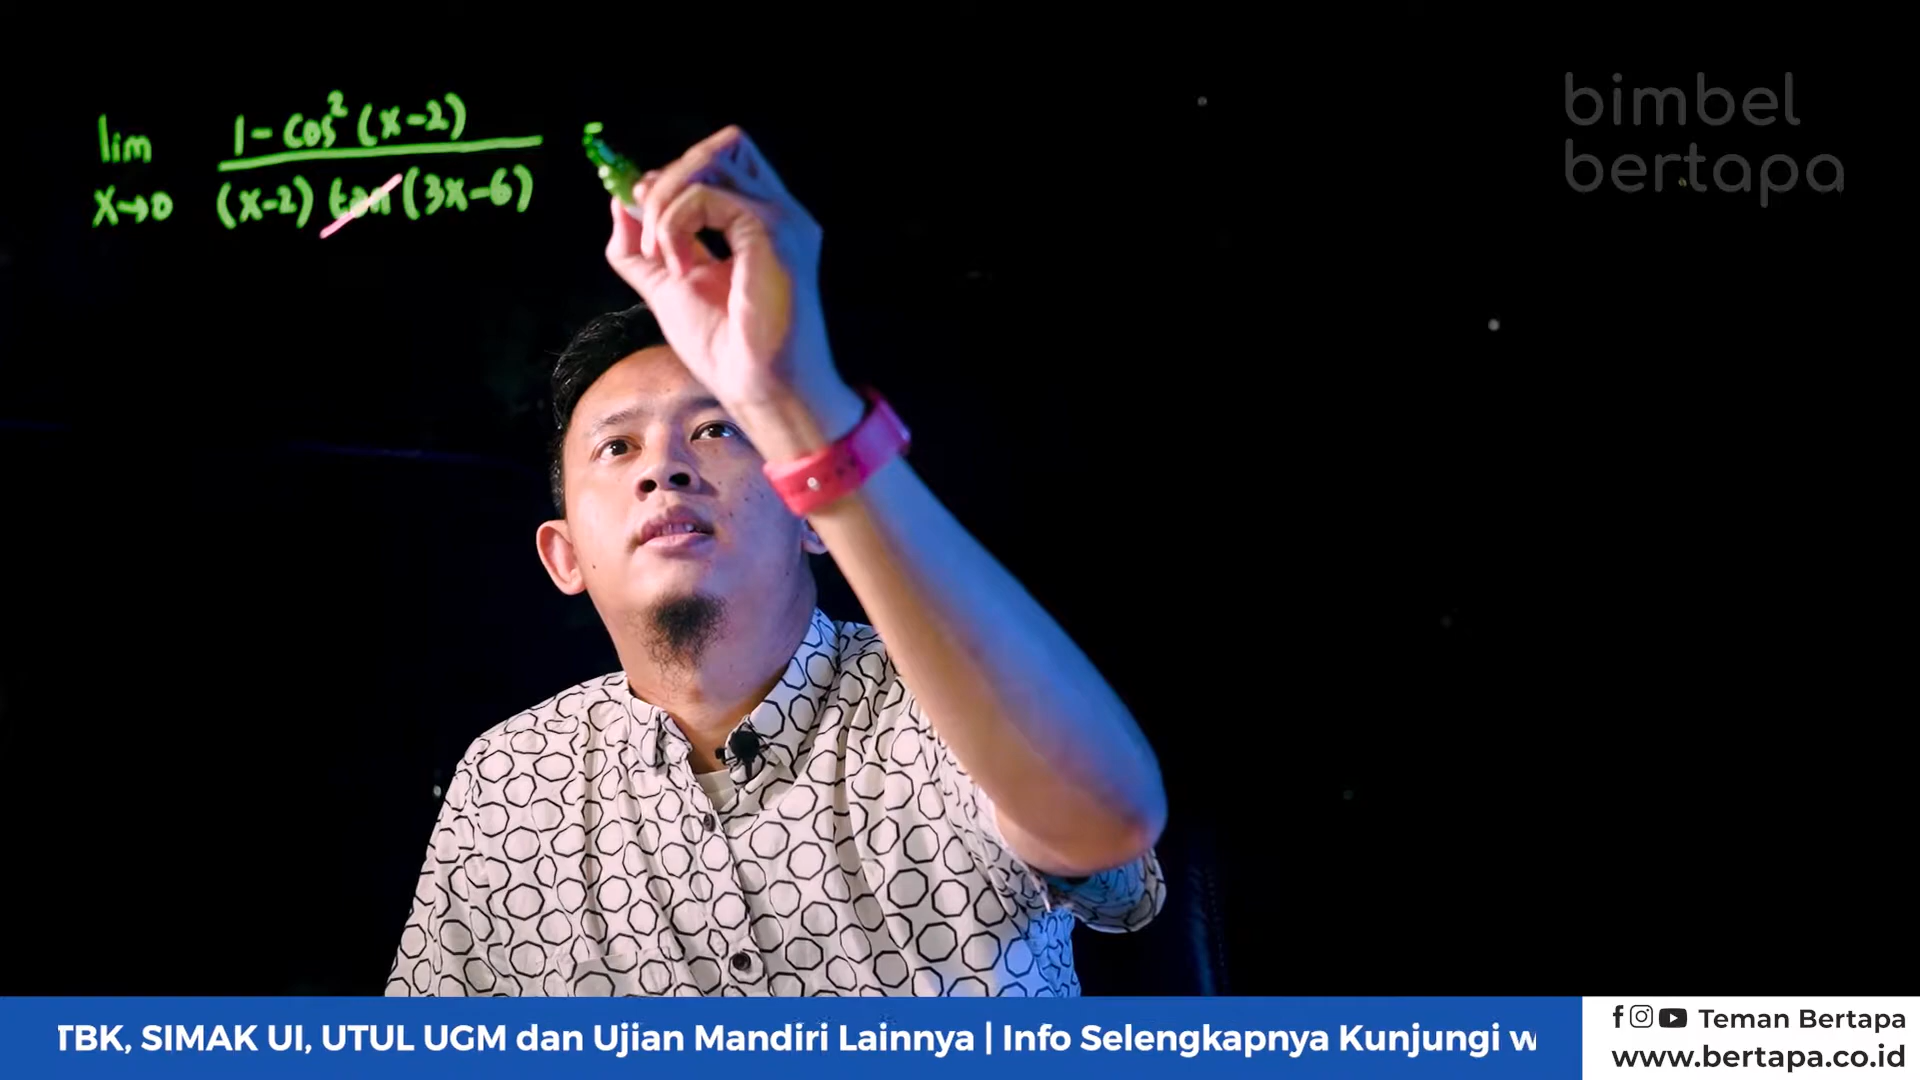 lim x→0 1 - cos² (x-2) / (x-2) tan (3x-6)
bimbel
bertapa
TBK, SIMAK UI, UTUL UGM dan Ujian Mandiri Lainnya | Info Selengkapnya Kunjungi w
Teman Bertapa
www.bertapa.co.id